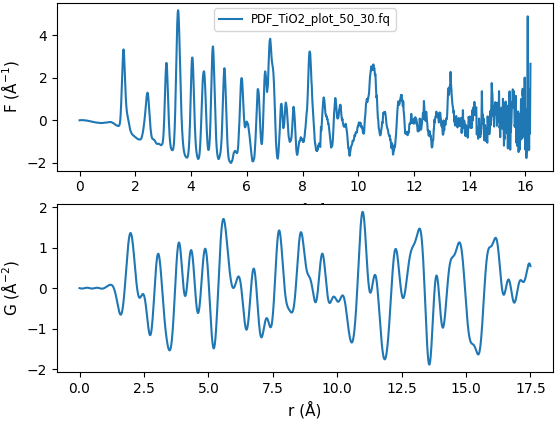 PDF_TiO2_plot_50_30.fq
F (Å⁻¹)
4
2
0
−2
0 2 4 6 8 10 12 14 16
G (Å⁻²)
2
1
0
−1
−2
0.0 2.5 5.0 7.5 10.0 12.5 15.0 17.5
r (Å)